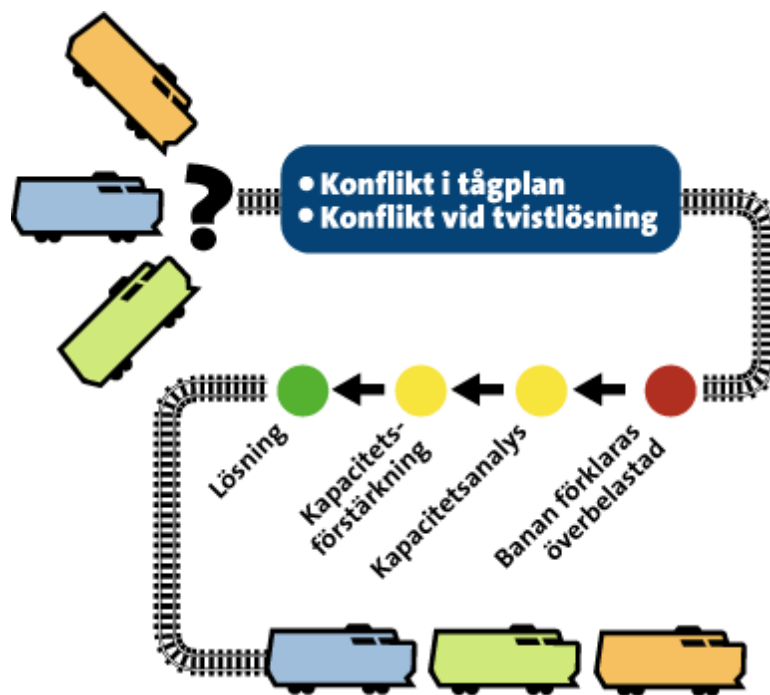 ?
• Konflikt i tågplan
• Konflikt vid tvistlösning
Lösning
Kapacitets-
förstärkning
Kapacitetsanalys
Banan förklaras
överbelastad